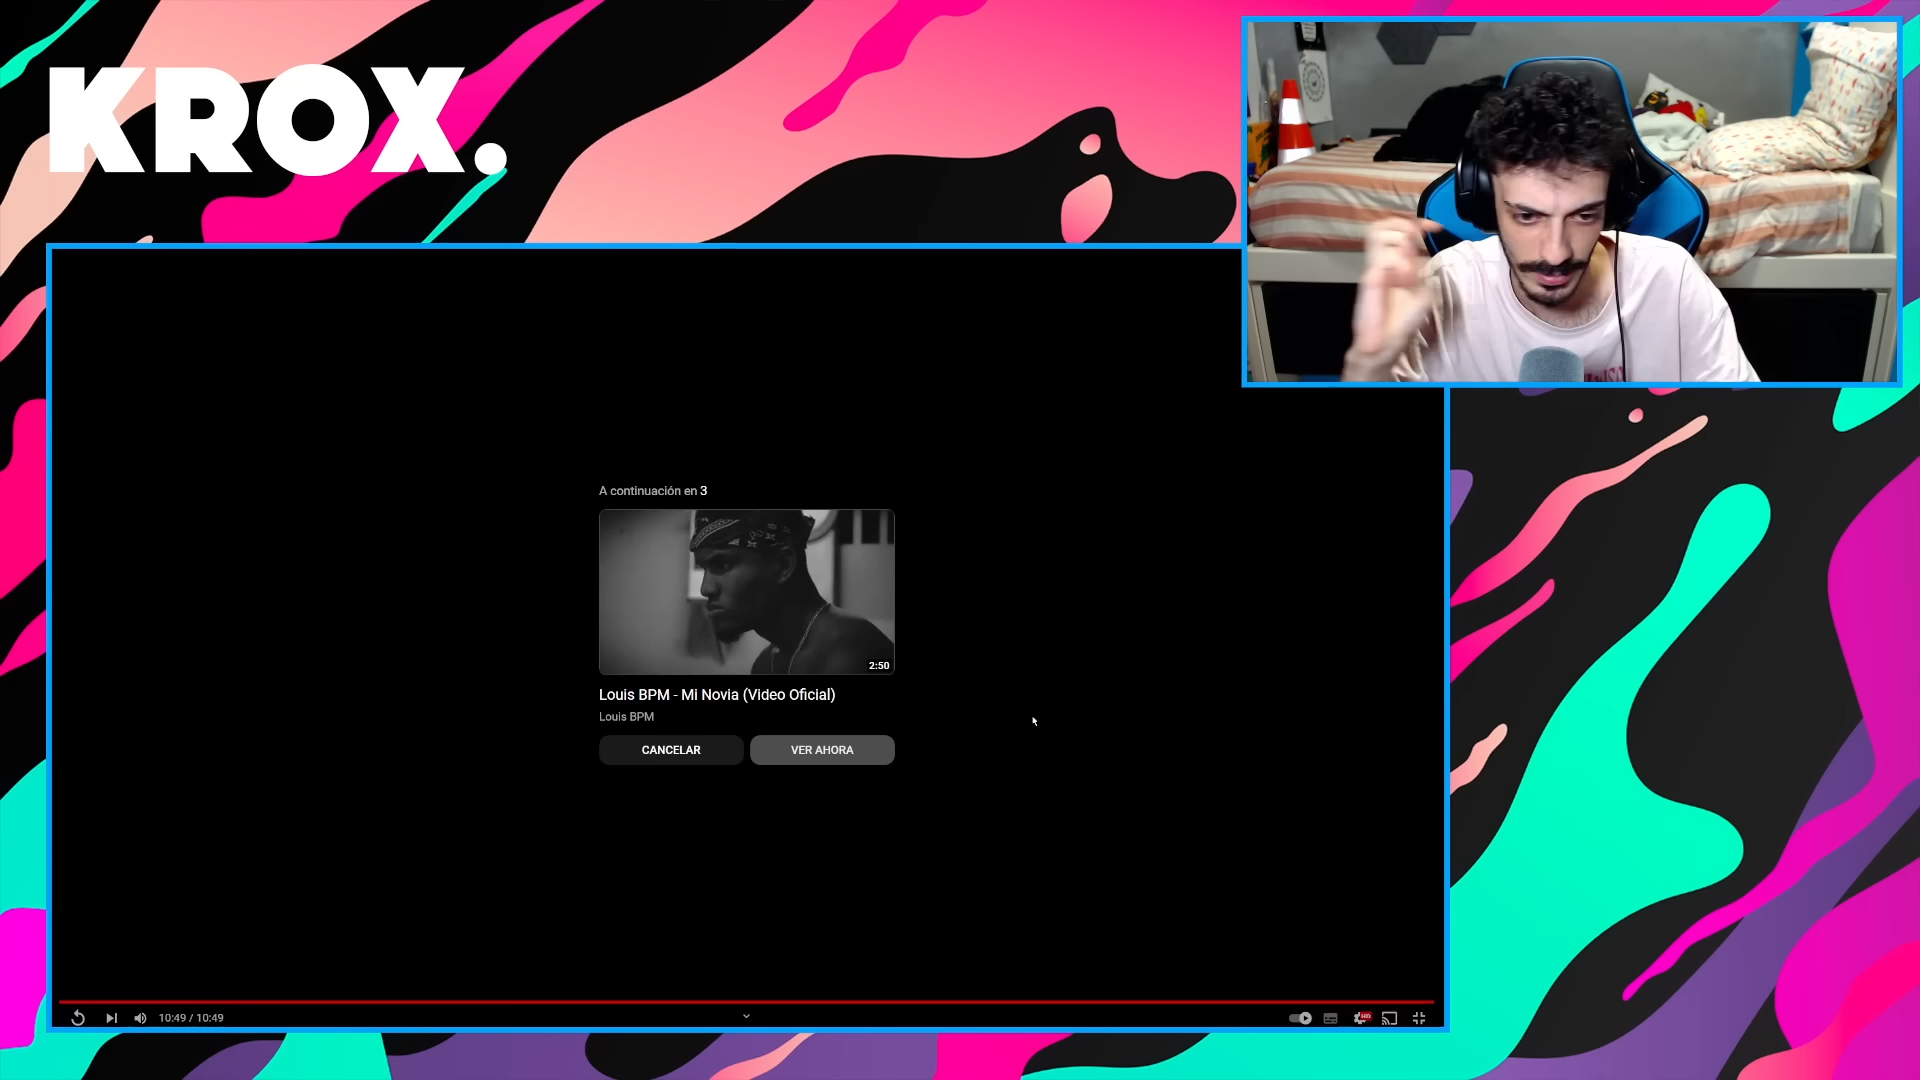 KROX.
A continuación en 3
2:50
Louis BPM - Mi Novia (Video Oficial)
Louis BPM
CANCELAR
VER AHORA
10:49 / 10:49
HD